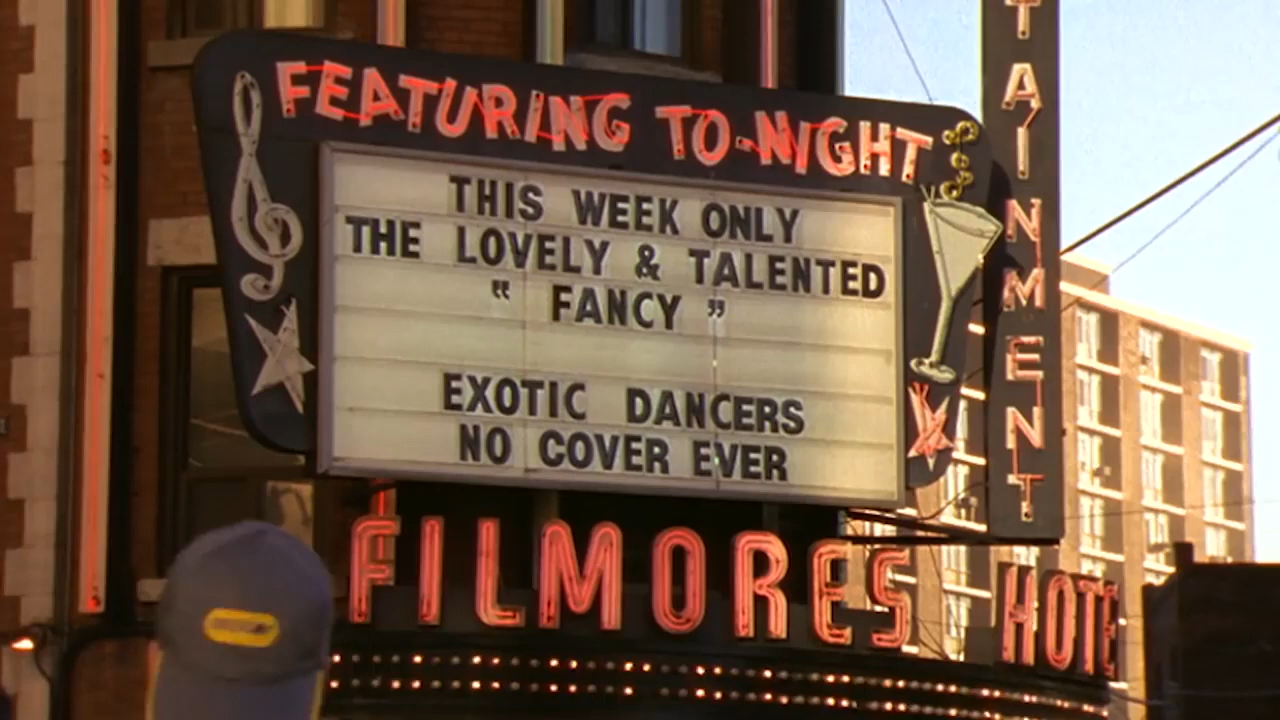 FEATURING TO-NIGHT
THIS WEEK ONLY
THE LOVELY & TALENTED
“ FANCY ”
EXOTIC DANCERS
NO COVER EVER
TAINMENT
FILMORES HOTE